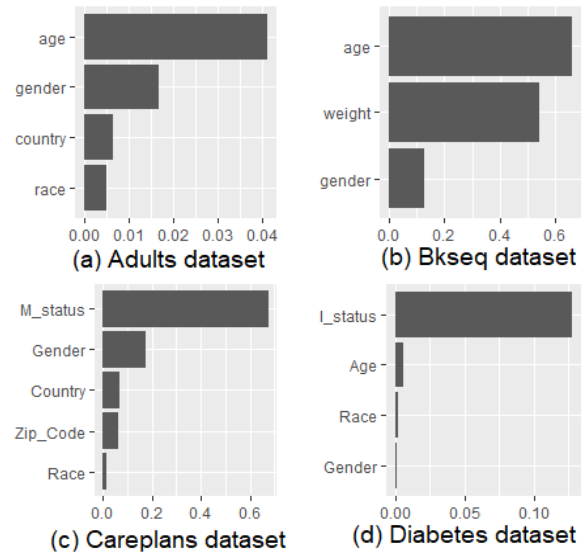 age
gender
country
race
0.00 0.01 0.02 0.03 0.04
(a) Adults dataset
age
weight
gender
0.0 0.2 0.4 0.6
(b) Bkseq dataset
M_status
Gender
Country
Zip_Code
Race
0.0 0.2 0.4 0.6
(c) Careplans dataset
I_status
Age
Race
Gender
0.00 0.05 0.10
(d) Diabetes dataset